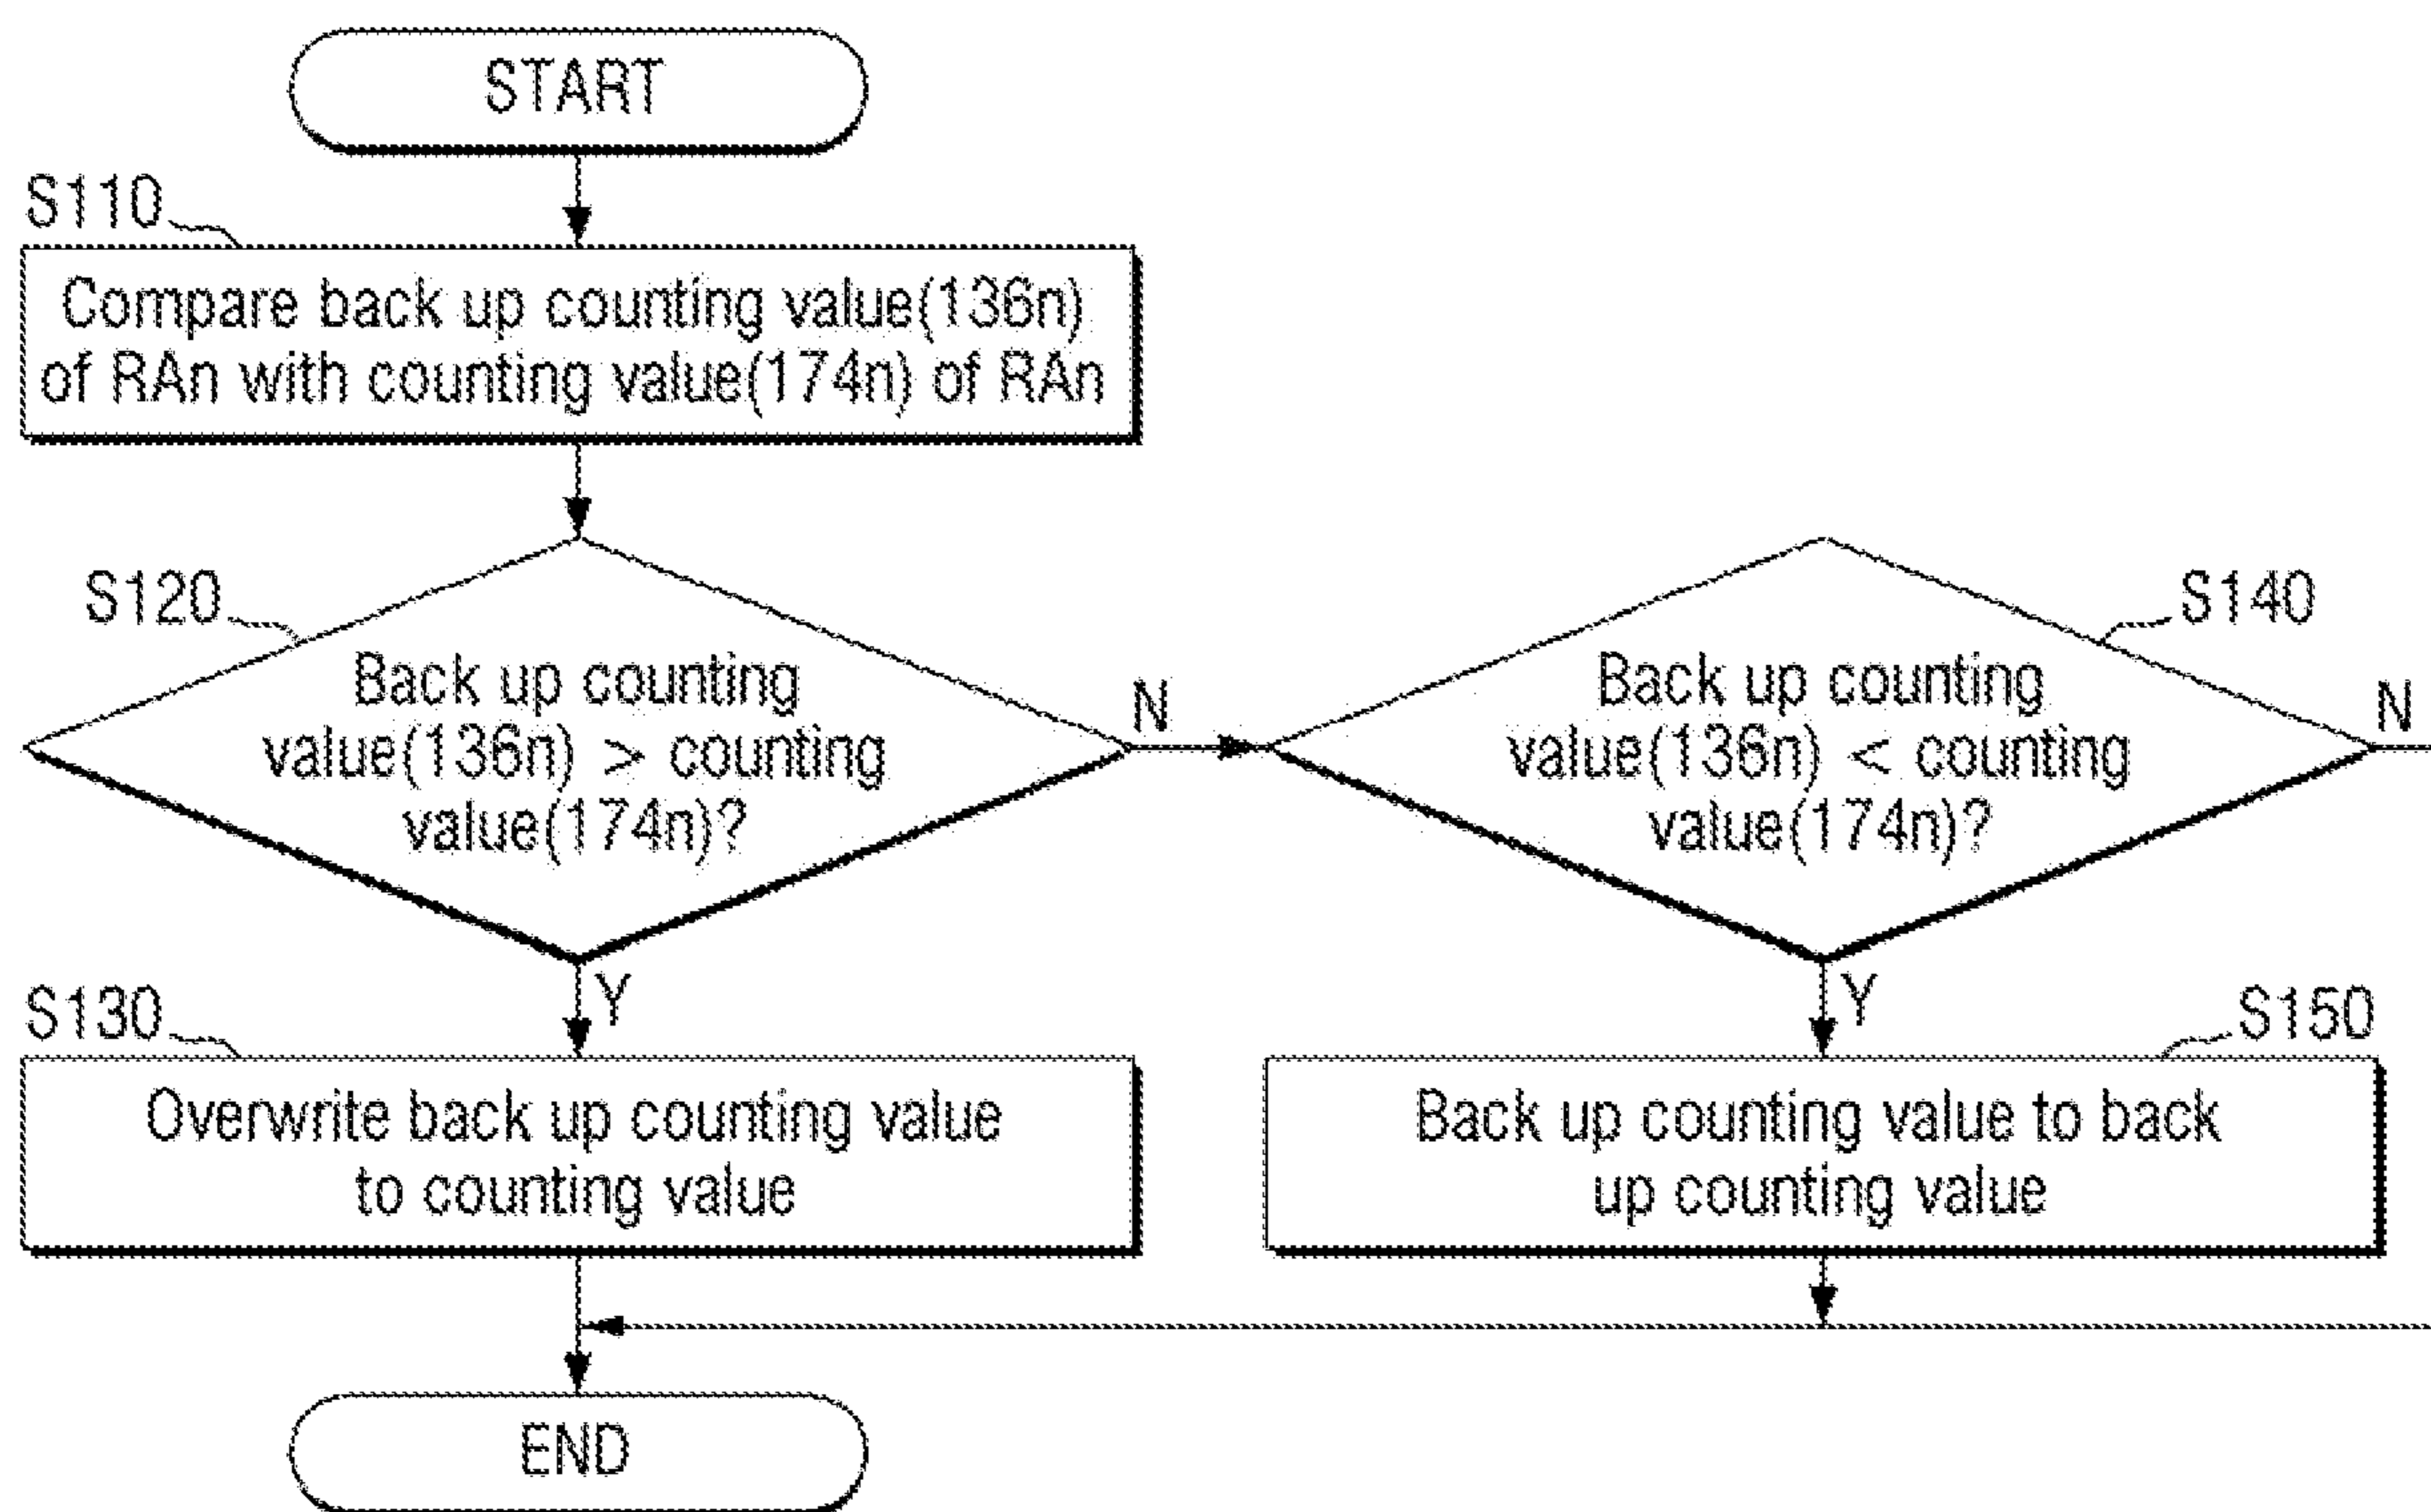 START
S110
Compare back up counting value(136n)
of RAn with counting value(174n) of RAn
S120
Back up counting
value(136n) > counting
value(174n)?
N
Y
S140
Back up counting
value(136n) < counting
value(174n)?
N
Y
S130
Overwrite back up counting value
to counting value
S150
Back up counting value to back
up counting value
END